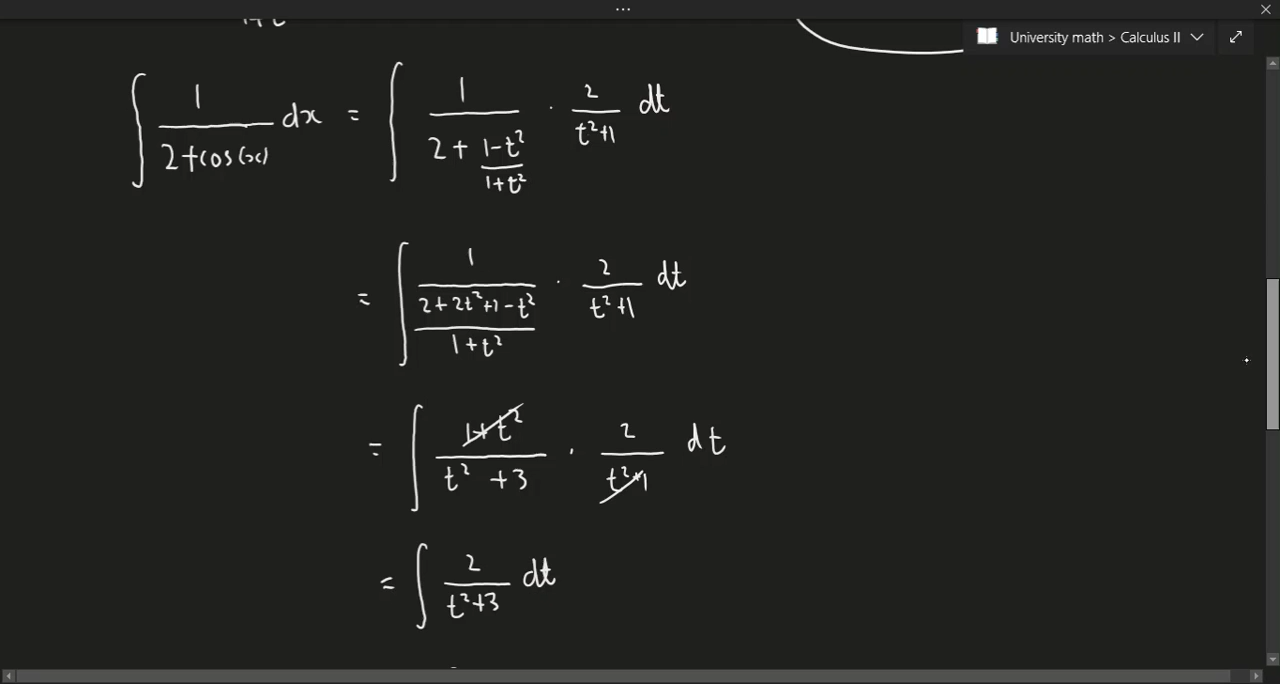 ...
University math > Calculus II
∫ 1/(2+cos(x)) dx = ∫ 1/(2 + (1-t²)/(1+t²)) · 2/(t²+1) dt
= ∫ 1/((2+2t²+1-t²)/(1+t²)) · 2/(t²+1) dt
= ∫ (1+t²)/(t² +3) · 2/(t²+1) dt
= ∫ 2/(t²+3) dt